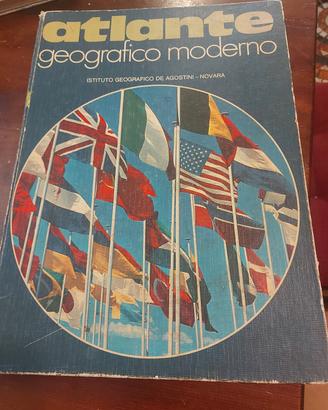 atlante
geografico moderno
ISTITUTO GEOGRAFICO DE AGOSTINI - NOVARA